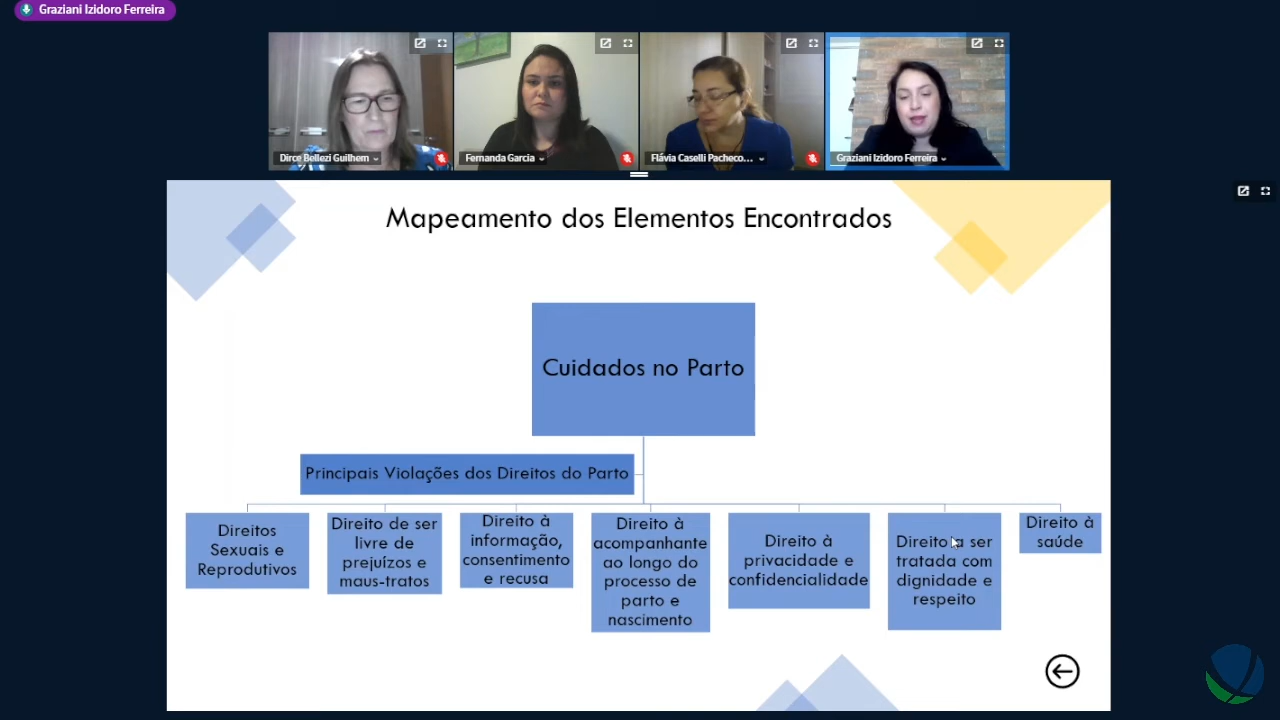 Graziani Izidoro Ferreira
Dirce Bellezi Guilhem
Fernanda Garcia
Flávia Caselli Pacheco...
Graziani Izidoro Ferreira
Mapeamento dos Elementos Encontrados
Cuidados no Parto
Principais Violações dos Direitos do Parto
Direitos
Sexuais e
Reprodutivos
Direito de ser
livre de
prejuízos e
maus-tratos
Direito à
informação,
consentimento
e recusa
Direito à
acompanhante
ao longo do
processo de
parto e
nascimento
Direito à
privacidade e
confidencialidade
Direito a ser
tratada com
dignidade e
respeito
Direito à
saúde